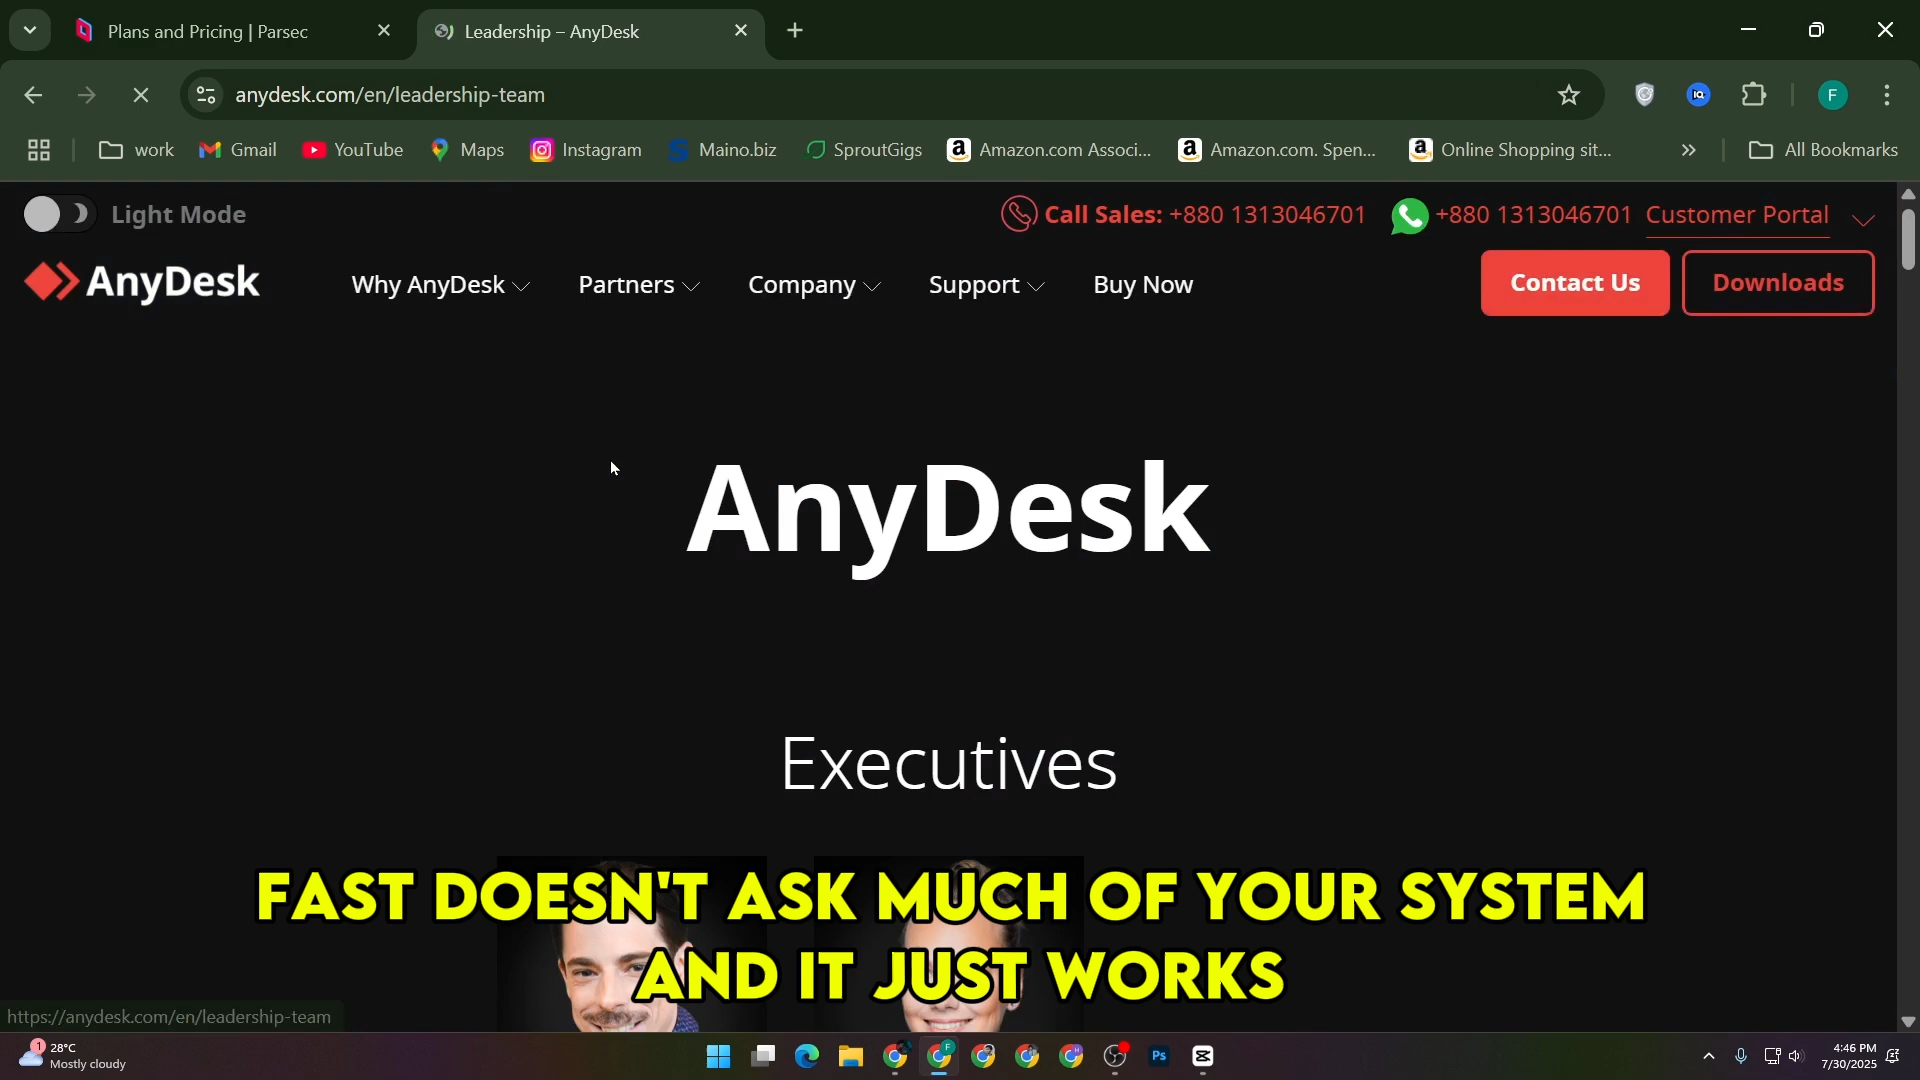 Plans and Pricing | Parsec
Leadership – AnyDesk
anydesk.com/en/leadership-team
F
work
Gmail
YouTube
Maps
Instagram
Maino.biz
SproutGigs
Amazon.com Associ...
Amazon.com. Spen...
Online Shopping sit...
All Bookmarks
Light Mode
Call Sales: +880 1313046701
+880 1313046701
Customer Portal
AnyDesk
Why AnyDesk
Partners
Company
Support
Buy Now
Contact Us
Downloads
AnyDesk
Executives
FAST DOESN'T ASK MUCH OF YOUR SYSTEM
AND IT JUST WORKS
https://anydesk.com/en/leadership-team
1
28°C
Mostly cloudy
F
Ps
4:46 PM
7/30/2025